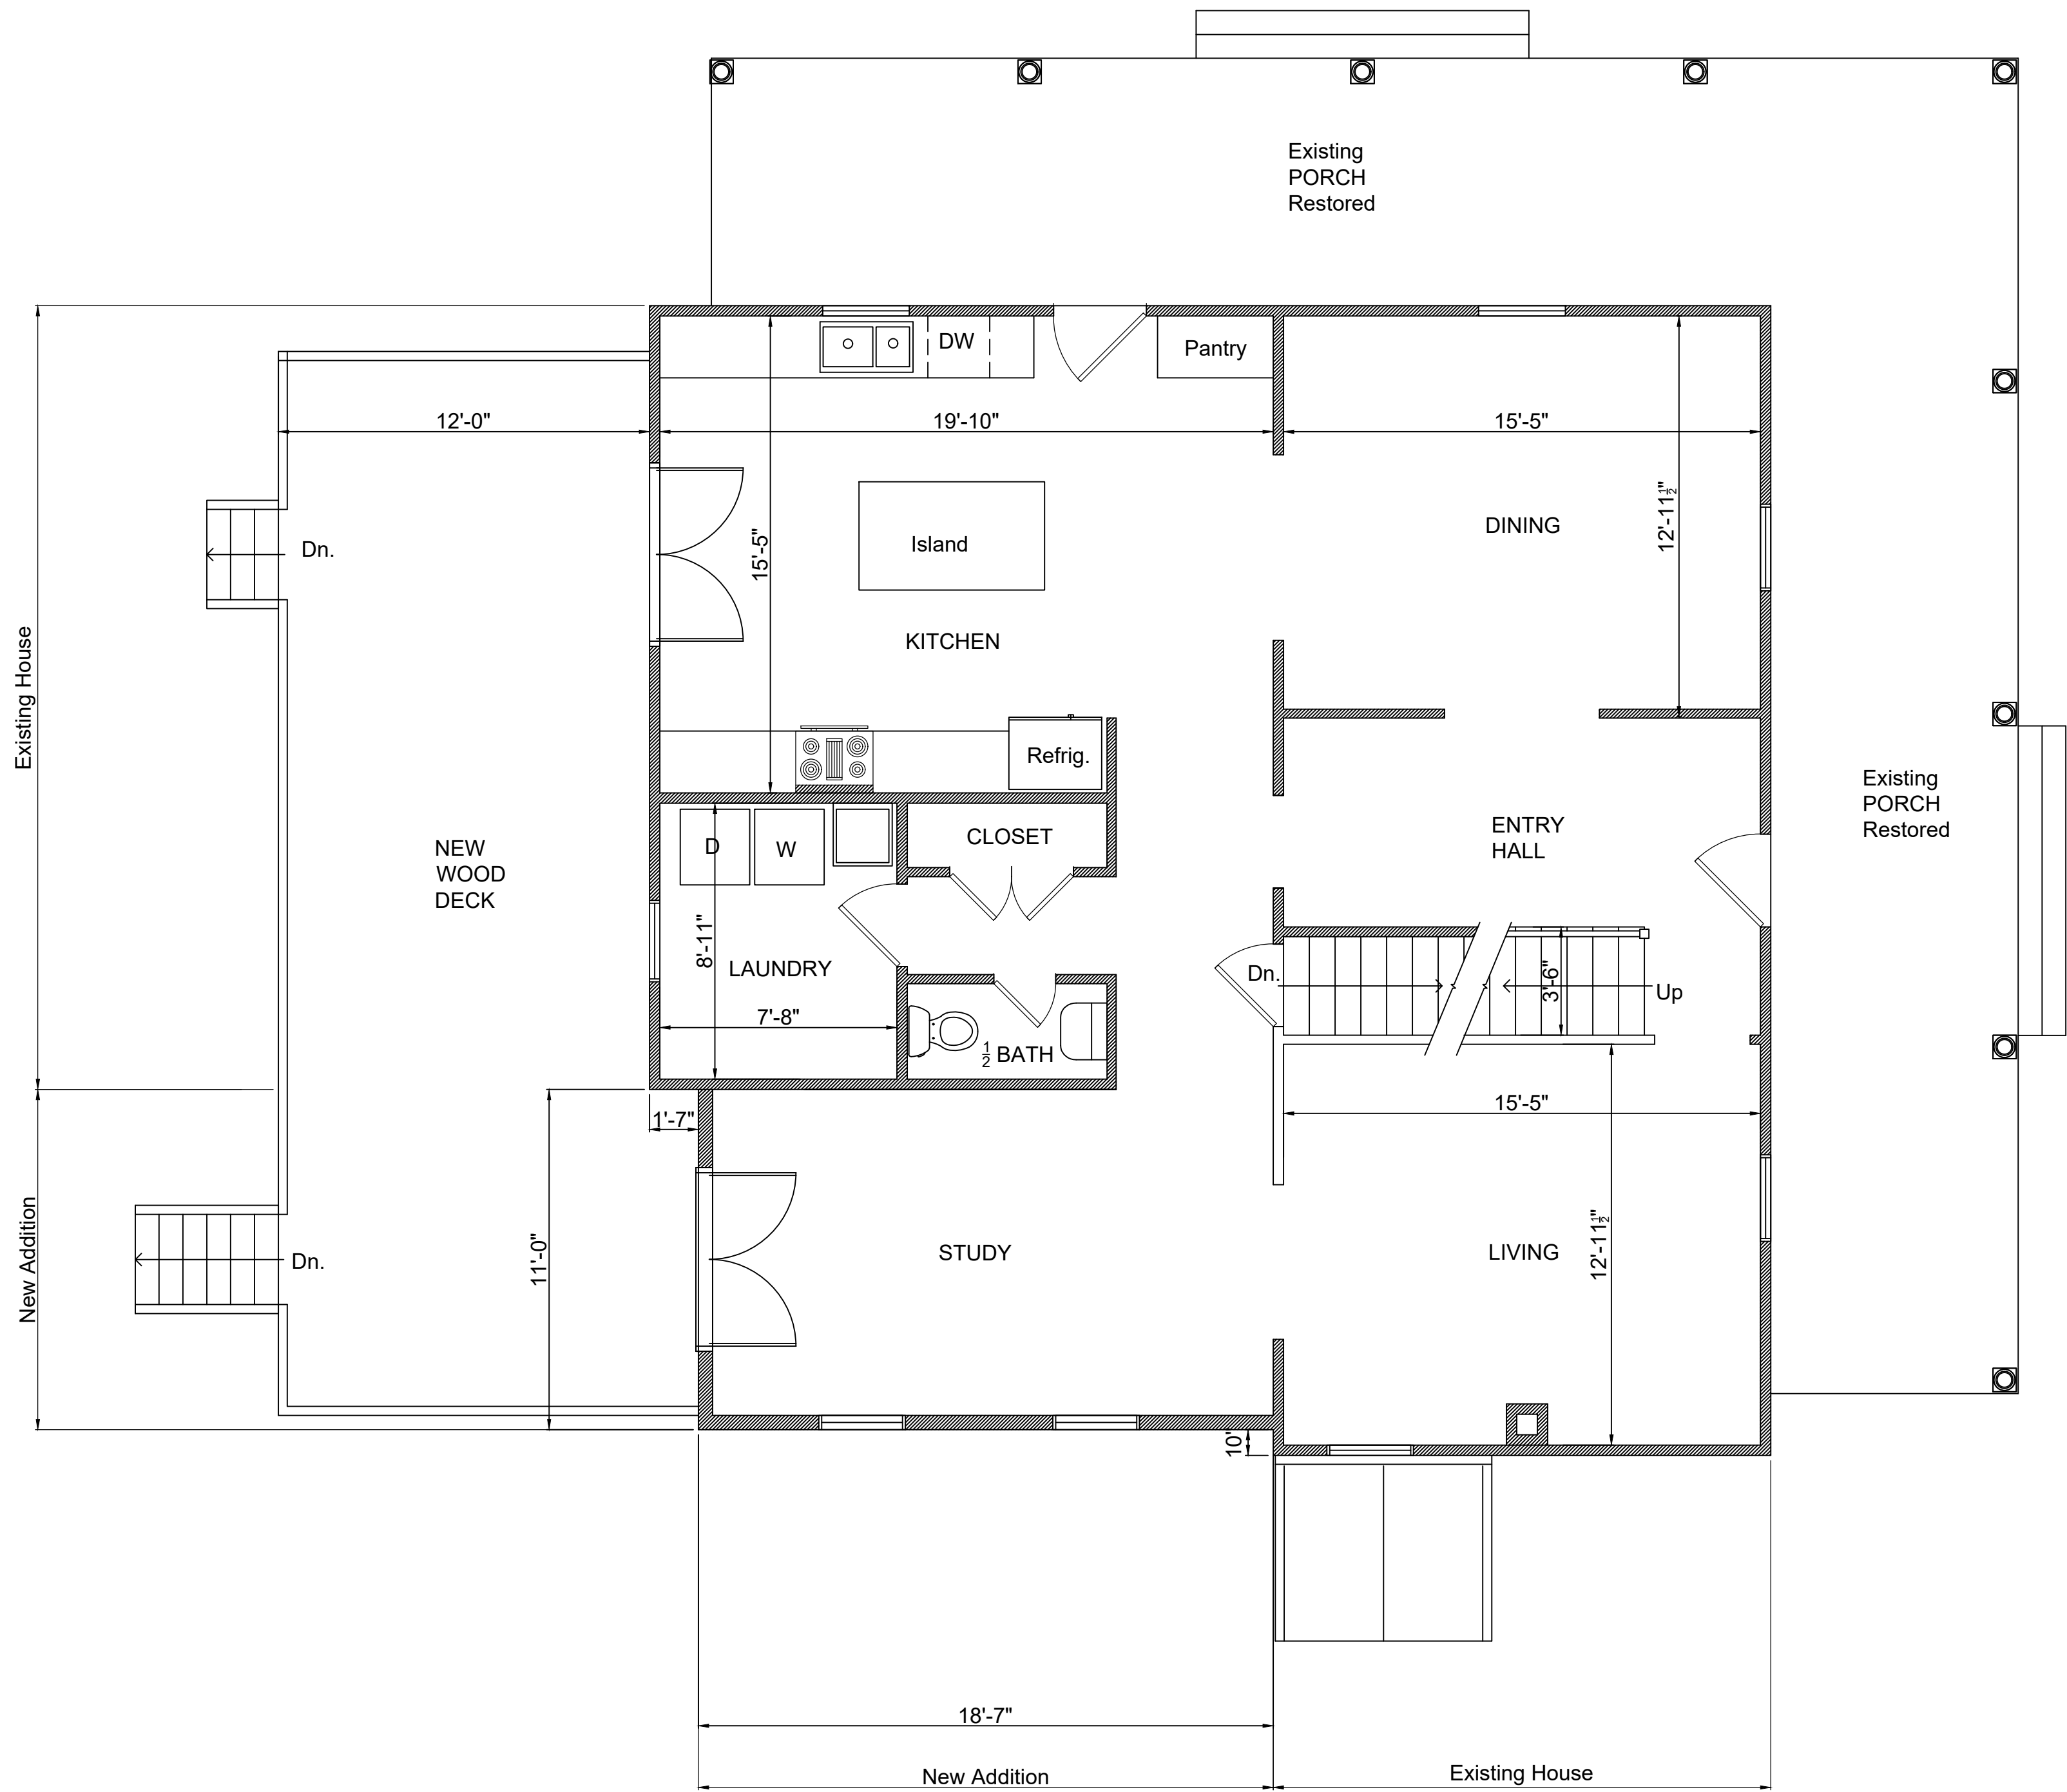 Existing
PORCH
Restored
DW
Pantry
12'-0"
19'-10"
15'-5"
12'-11½"
DINING
15'-5"
Island
Dn.
KITCHEN
Existing House
Refrig.
Existing
PORCH
Restored
CLOSET
D
W
ENTRY
HALL
NEW
WOOD
DECK
8'-11"
LAUNDRY
Dn.
3'-6"
Up
7'-8"
½ BATH
1'-7"
15'-5"
New Addition
Dn.
11'-0"
STUDY
LIVING
12'-11½"
10"
18'-7"
New Addition
Existing House